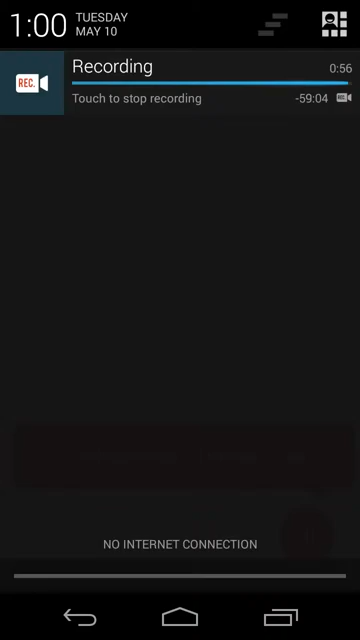 1:00 TUESDAY
MAY 10
REC.
Recording
0:56
Touch to stop recording
-59:04
NO INTERNET CONNECTION